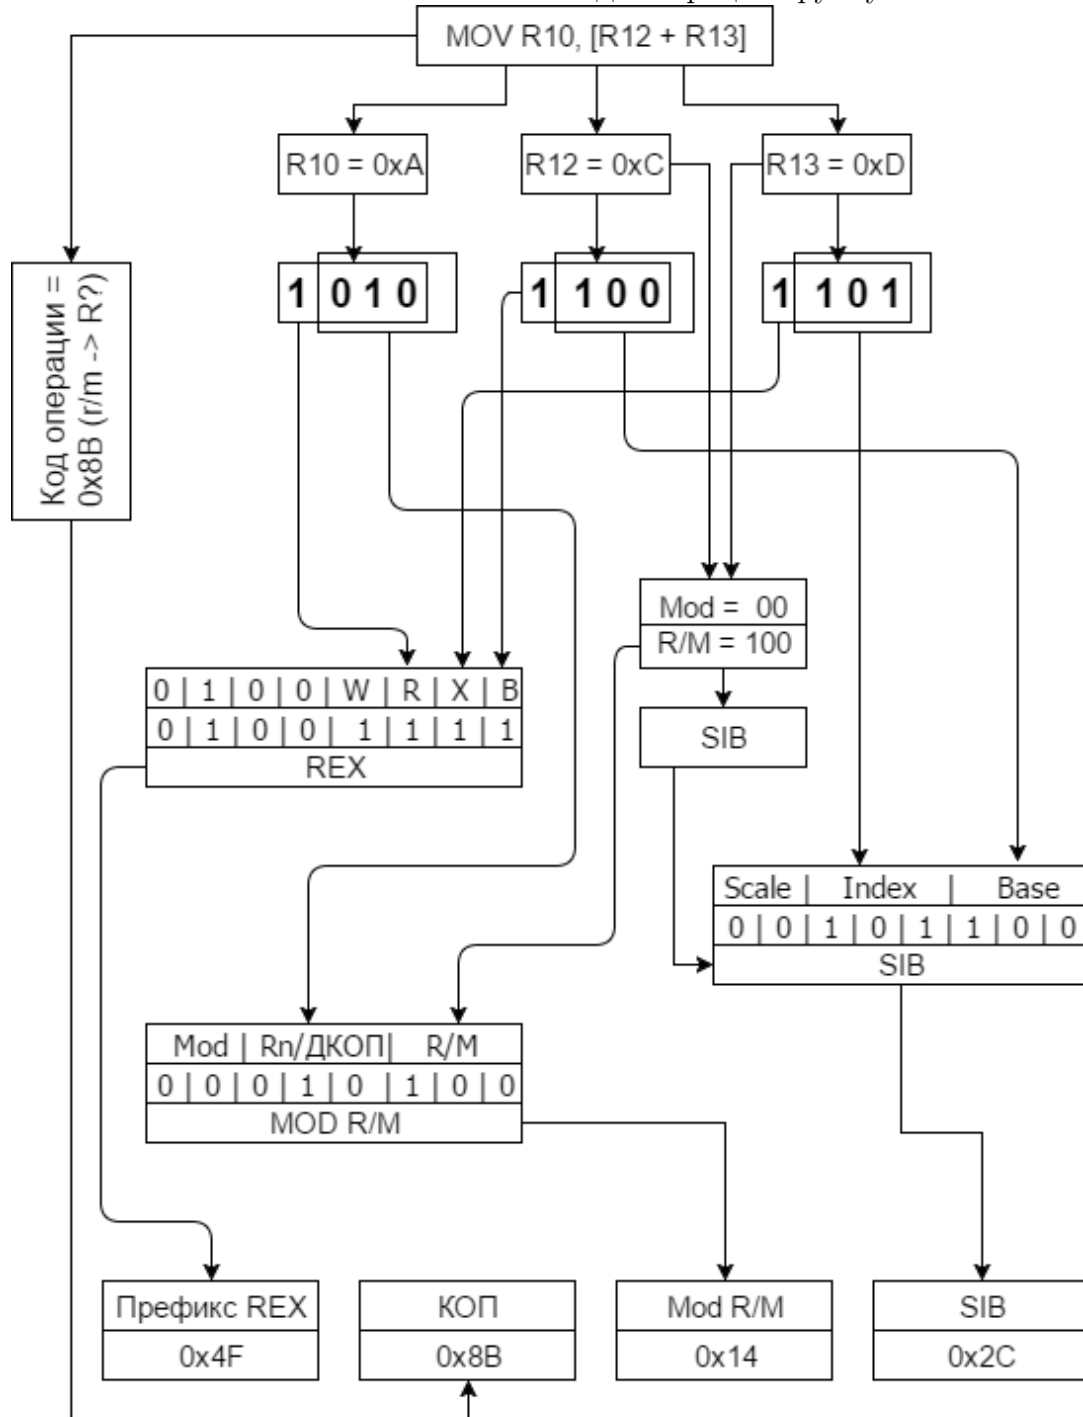 MOV R10, [R12 + R13]
R10 = 0xA
R12 = 0xC
R13 = 0xD
1 0 1 0
1 1 0 0
1 1 0 1
Код операции =
0x8B (r/m -> R?)
Mod = 00
R/M = 100
0 | 1 | 0 | 0 | W | R | X | B
0 | 1 | 0 | 0 | 1 | 1 | 1 | 1
REX
SIB
Scale | Index | Base
0 | 0 | 1 | 0 | 1 | 1 | 0 | 0
SIB
Mod | Rn/ДКОП| R/M
0 | 0 | 0 | 1 | 0 | 1 | 0 | 0
MOD R/M
Префикс REX
КОП
Mod R/M
SIB
0x4F
0x8B
0x14
0x2C